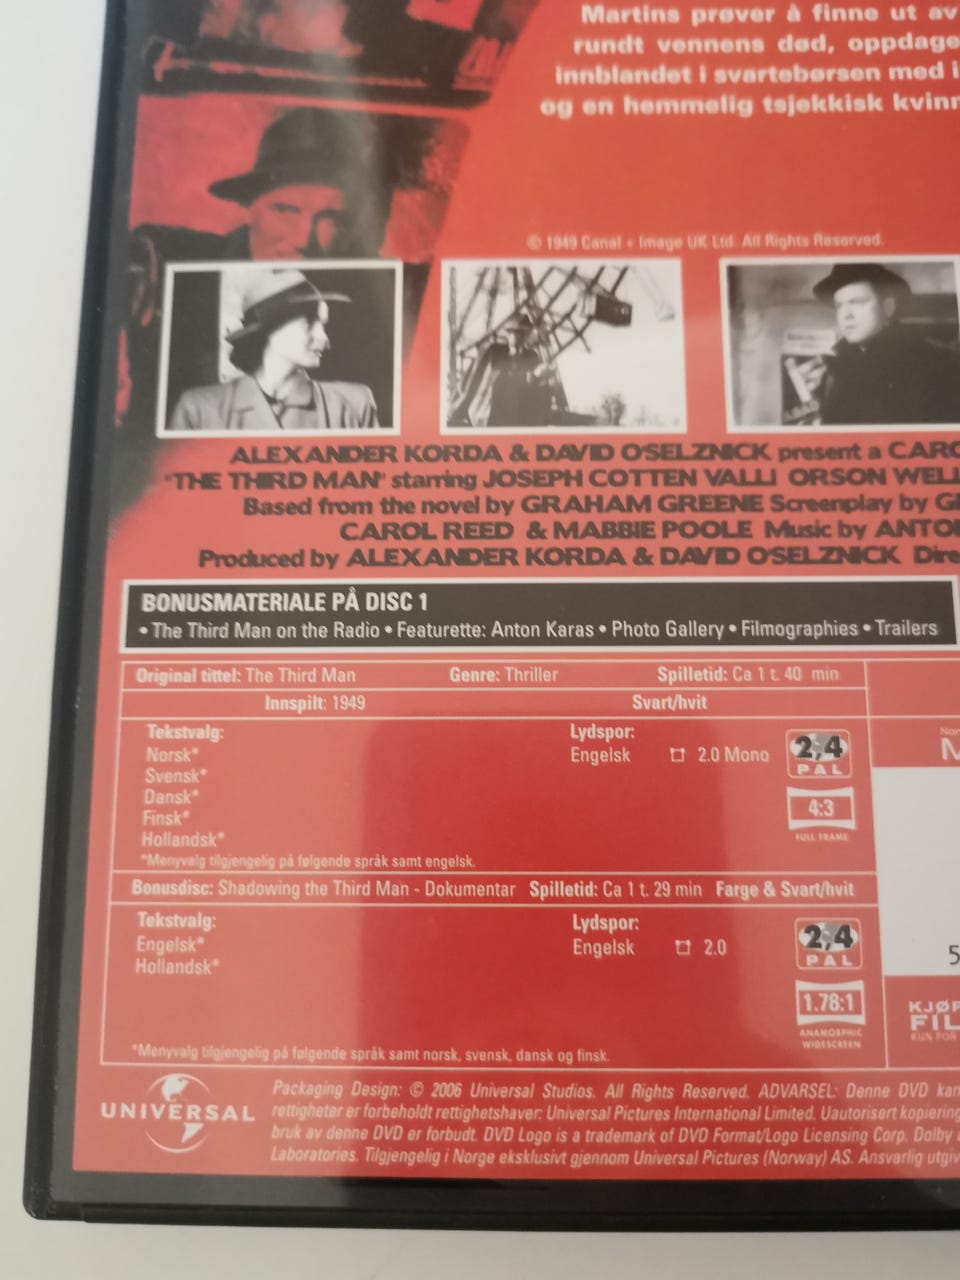 Martins prøver å finne ut av
rundt vennens død, oppdage
innblandet i svartebørsen med i
og en hemmelig tsjekkisk kvinn
© 1949 Canal + Image UK Ltd. All Rights Reserved.
ALEXANDER KORDA & DAVID O'SELZNICK present a CARO
"THE THIRD MAN" starring JOSEPH COTTEN VALLI ORSON WELL
Based from the novel by GRAHAM GREENE Screenplay by G
CAROL REED & MABBIE POOLE Music by ANTO
Produced by ALEXANDER KORDA & DAVID O'SELZNICK Dire
BONUSMATERIALE PÅ DISC 1
• The Third Man on the Radio • Featurette: Anton Karas • Photo Gallery • Filmographies • Trailers
Original tittel: The Third Man Genre: Thriller Spilletid: Ca 1 t. 40 min
Innspilt: 1949 Svart/hvit
Tekstvalg: Lydspor:
Norsk* Engelsk 2.0 Mono
Svensk*
Dansk*
Finsk*
Hollandsk*
*Menyvalg tilgjengelig på følgende språk samt engelsk.
2,4
PAL
4:3
FULL FRAME
Nor
M
Bonusdisc: Shadowing the Third Man - Dokumentar Spilletid: Ca 1 t. 29 min Farge & Svart/hvit
Tekstvalg: Lydspor:
Engelsk* Engelsk 2.0
Hollandsk*
*Menyvalg tilgjengelig på følgende språk samt norsk, svensk, dansk og finsk.
2,4
PAL
1.78:1
ANAMORPHIC
WIDESCREEN
5
KJØP
FIL
KUN FOR
UNIVERSAL
Packaging Design: © 2006 Universal Studios. All Rights Reserved. ADVARSEL: Denne DVD kan
rettigheter er forbeholdt rettighetshaver: Universal Pictures International Limited. Uautorisert kopiering
bruk av denne DVD er forbudt. DVD Logo is a trademark of DVD Format/Logo Licensing Corp. Dolby
Laboratories. Tilgjengelig i Norge eksklusivt gjennom Universal Pictures (Norway) AS. Ansvarlig utgiv